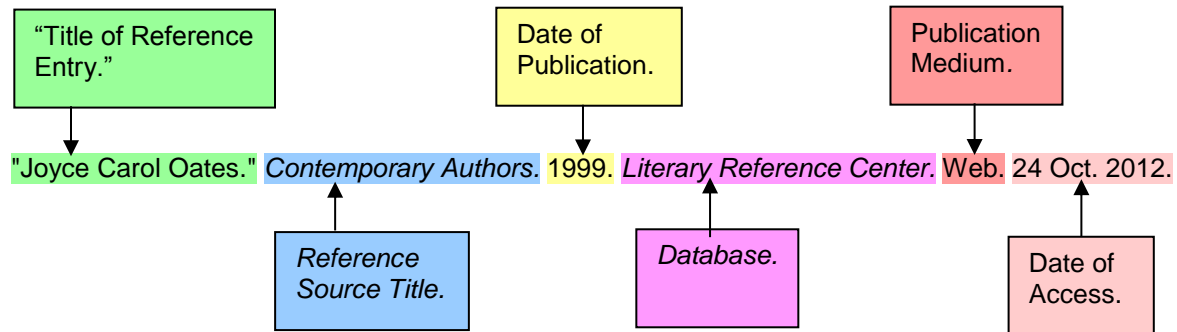 “Title of Reference
Entry.”
Date of
Publication.
Publication
Medium.
"Joyce Carol Oates." Contemporary Authors. 1999. Literary Reference Center. Web. 24 Oct. 2012.
Reference
Source Title.
Database.
Date of
Access.